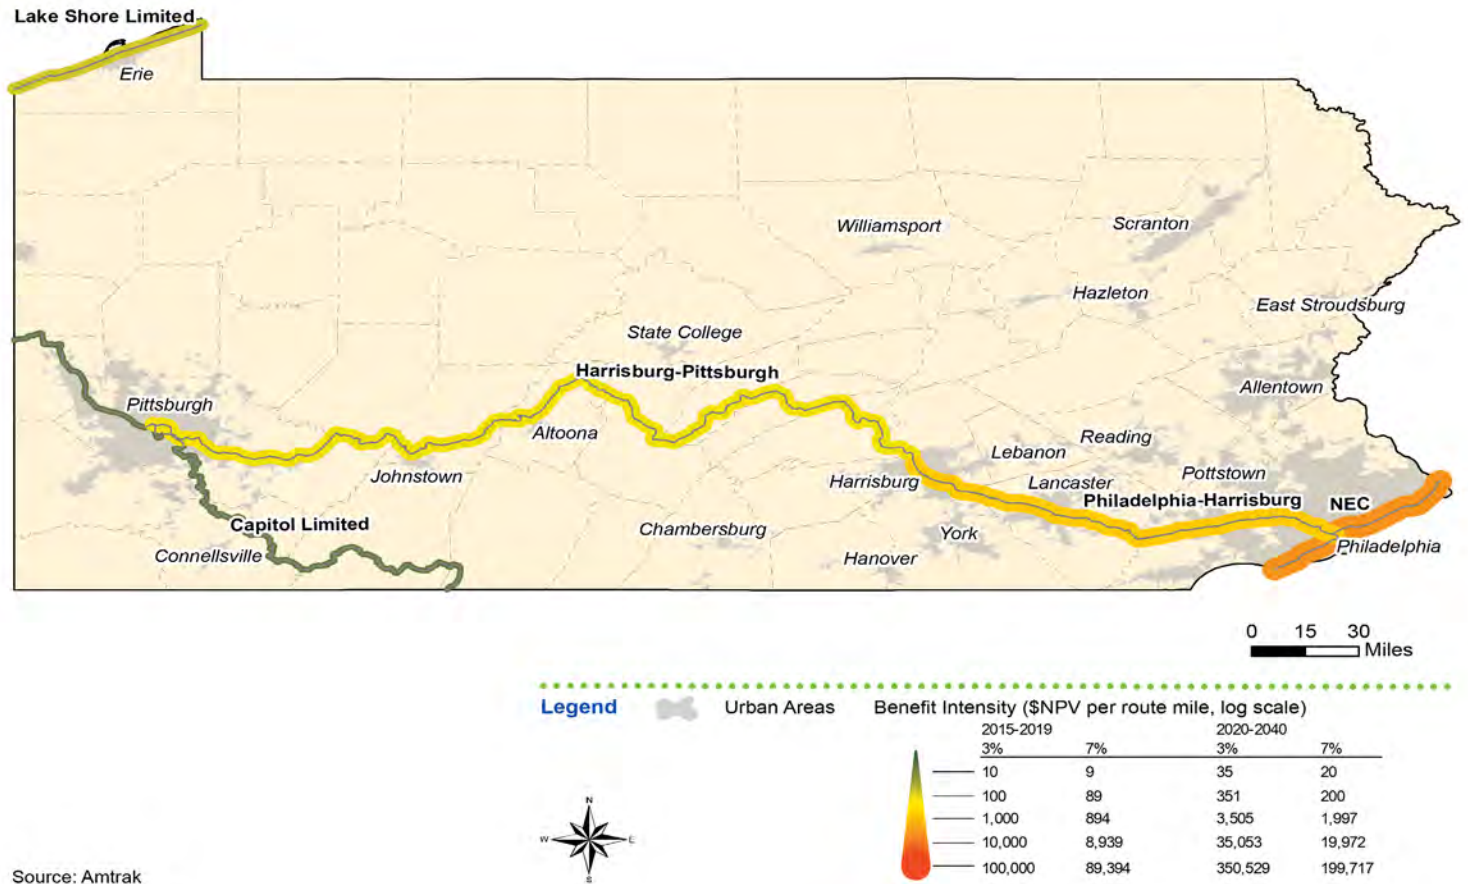 Lake Shore Limited
Erie
Williamsport
Scranton
Hazleton
East Stroudsburg
State College
Harrisburg-Pittsburgh
Allentown
Pittsburgh
Altoona
Reading
Lebanon
Johnstown
Harrisburg
Lancaster
Pottstown
Philadelphia-Harrisburg
NEC
Capitol Limited
Chambersburg
York
Connellsville
Hanover
Philadelphia
0 15 30
Miles
Legend
Urban Areas
Benefit Intensity ($NPV per route mile, log scale)
2015-2019 2020-2040
3% 7% 3% 7%
10 9 35 20
100 89 351 200
1,000 894 3,505 1,997
10,000 8,939 35,053 19,972
100,000 89,394 350,529 199,717
N
W E
S
Source: Amtrak